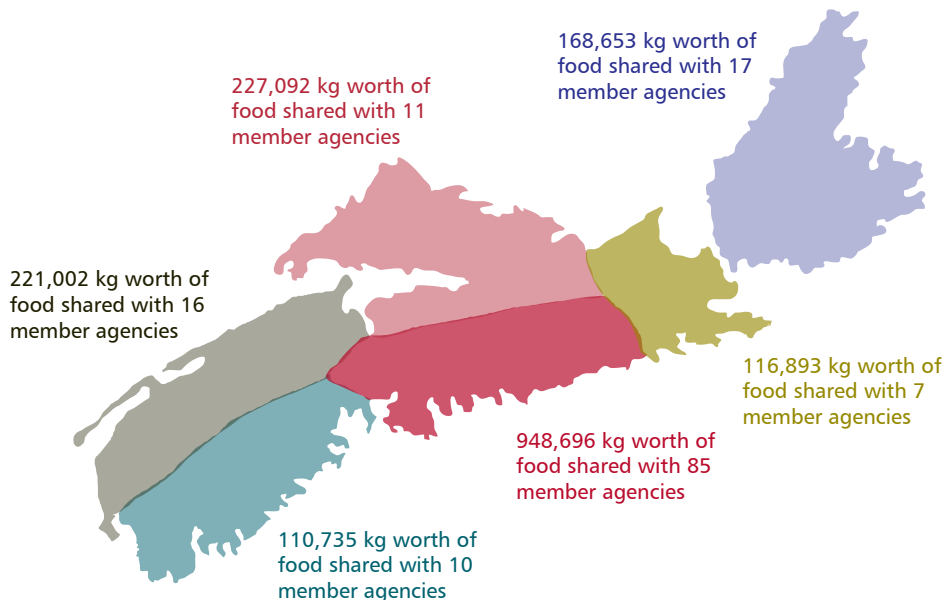 168,653 kg worth of
food shared with 17
member agencies
227,092 kg worth of
food shared with 11
member agencies
221,002 kg worth of
food shared with 16
member agencies
116,893 kg worth of
food shared with 7
member agencies
948,696 kg worth of
food shared with 85
member agencies
110,735 kg worth of
food shared with 10
member agencies